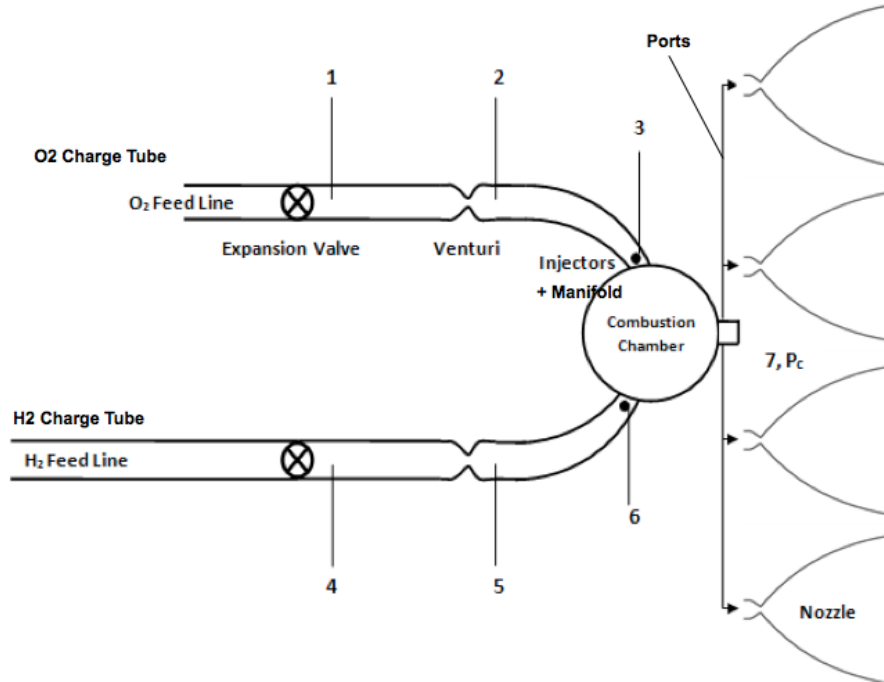 Ports
1
2
3
O2 Charge Tube
O₂ Feed Line
Expansion Valve
Venturi
Injectors
+ Manifold
Combustion
Chamber
7, Pc
H2 Charge Tube
H₂ Feed Line
6
4
5
Nozzle